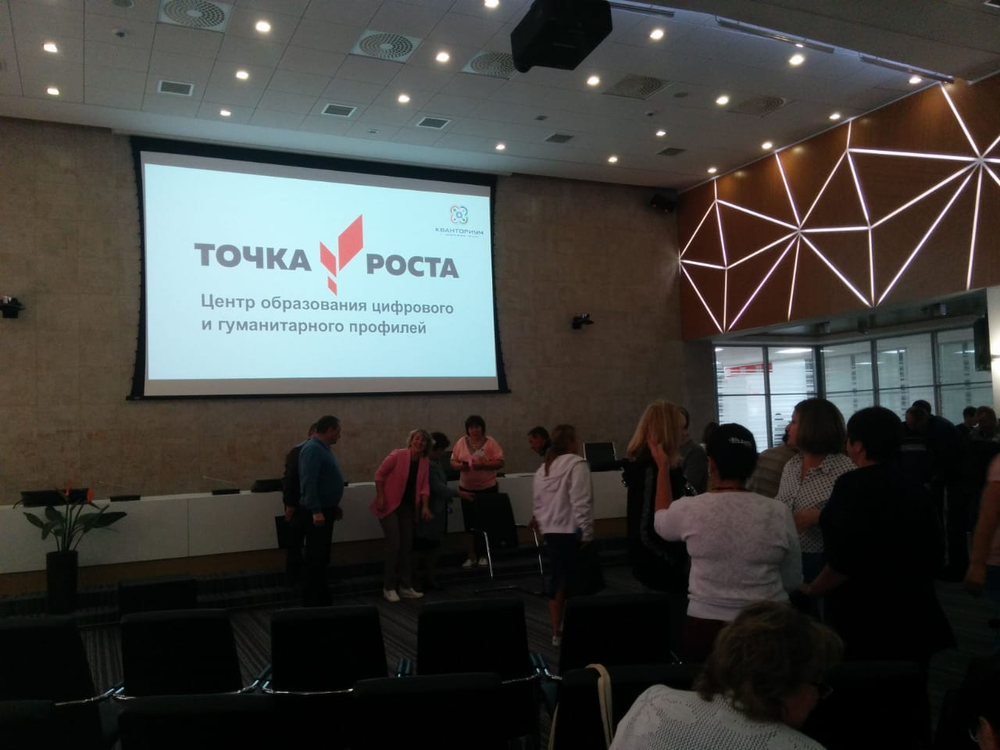 КВАНТОРИУМ
ТОЧКА РОСТА
Центр образования цифрового
и гуманитарного профилей